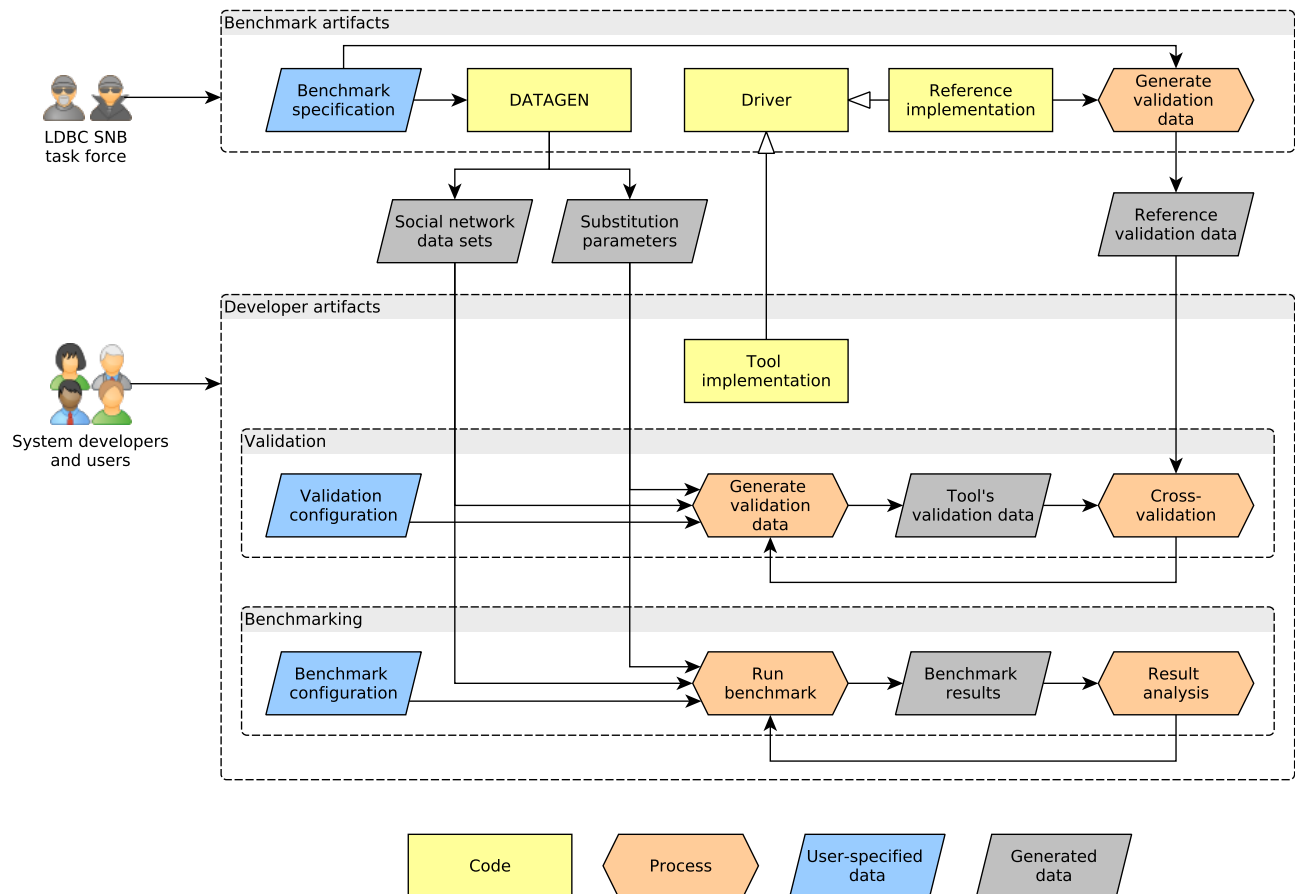 Benchmark artifacts
LDBC SNB
task force
Benchmark
specification
DATAGEN
Driver
Reference
implementation
Generate
validation
data
Social network
data sets
Substitution
parameters
Reference
validation data
Developer artifacts
System developers
and users
Tool
implementation
Validation
Validation
configuration
Generate
validation
data
Tool's
validation data
Cross-
validation
Benchmarking
Benchmark
configuration
Run
benchmark
Benchmark
results
Result
analysis
Code
Process
User-specified
data
Generated
data